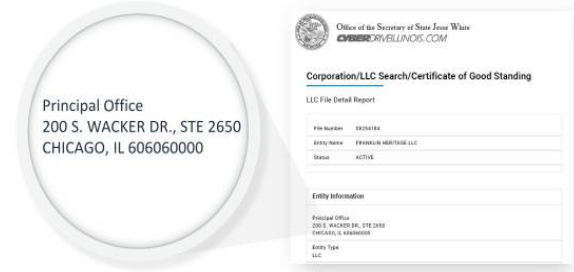 Principal Office
200 S. WACKER DR., STE 2650
CHICAGO, IL 606060000
Office of the Secretary of State Jesse White
CYBERDRIVEILLINOIS.COM
Corporation/LLC Search/Certificate of Good Standing
LLC File Detail Report
File Number
Entity Name FRANKLIN HERITAGE LLC
Status ACTIVE
Entity Information
Principal Office
200 S. WACKER DR., STE 2650
CHICAGO, IL 606060000
Entity Type
LLC